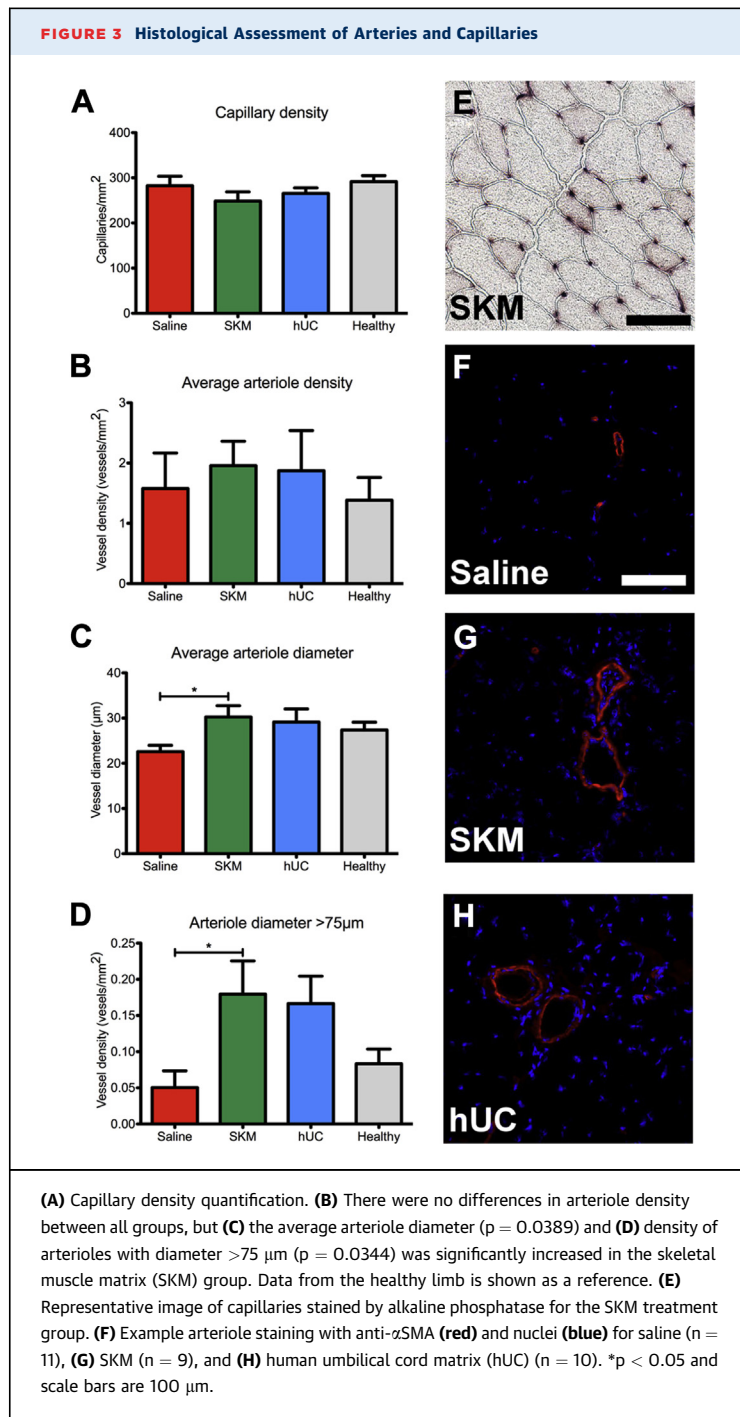 FIGURE 3 Histological Assessment of Arteries and Capillaries
A
Capillary density
Capillaries/mm²
400
300
200
100
0
Saline SKM hUC Healthy
B
Average arteriole density
Vessel density (vessels/mm²)
3
2
1
0
Saline SKM hUC Healthy
C
Average arteriole diameter
Vessel diameter (µm)
40
30
20
10
0
*
Saline SKM hUC Healthy
D
Arteriole diameter >75µm
Vessel density (vesels/mm²)
0.25
0.20
0.15
0.10
0.05
0.00
*
Saline SKM hUC Healthy
E
SKM
F
Saline
G
SKM
H
hUC
(A) Capillary density quantification. (B) There were no differences in arteriole density
between all groups, but (C) the average arteriole diameter (p = 0.0389) and (D) density of
arterioles with diameter >75 µm (p = 0.0344) was significantly increased in the skeletal
muscle matrix (SKM) group. Data from the healthy limb is shown as a reference. (E)
Representative image of capillaries stained by alkaline phosphatase for the SKM treatment
group. (F) Example arteriole staining with anti-αSMA (red) and nuclei (blue) for saline (n =
11), (G) SKM (n = 9), and (H) human umbilical cord matrix (hUC) (n = 10). *p < 0.05 and
scale bars are 100 µm.